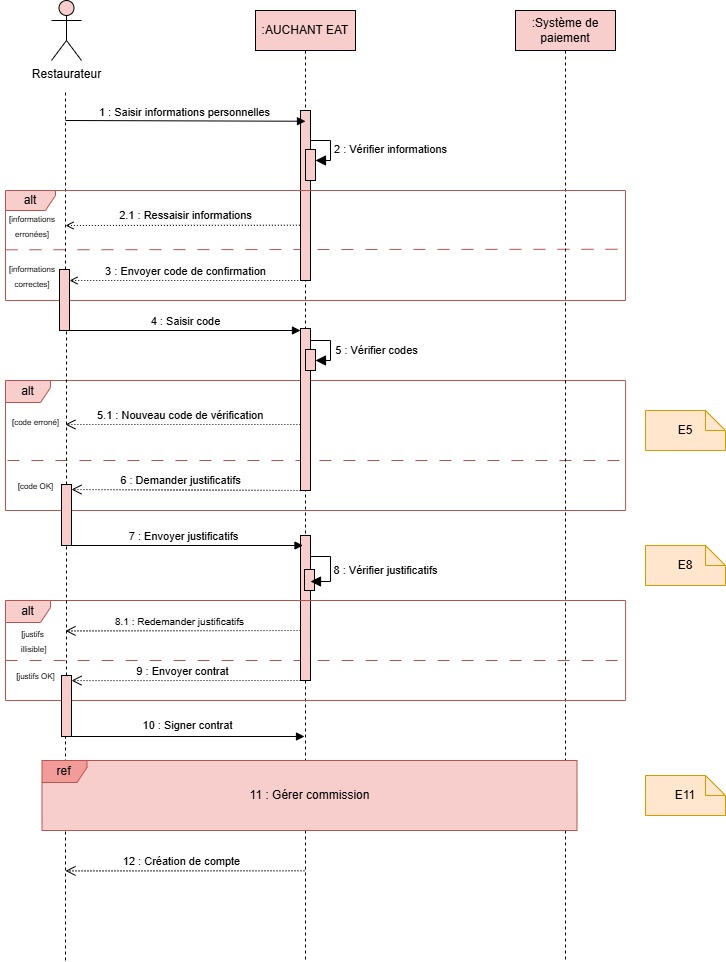 Restaurateur
:AUCHANT EAT
:Système de
paiement
1 : Saisir informations personnelles
2 : Vérifier informations
alt
[informations
erronées]
2.1 : Ressaisir informations
[informations
correctes]
3 : Envoyer code de confirmation
4 : Saisir code
5 : Vérifier codes
alt
[code erroné]
5.1 : Nouveau code de vérification
E5
[code OK]
6 : Demander justificatifs
7 : Envoyer justificatifs
8 : Vérifier justificatifs
E8
alt
[justifs
illisible]
8.1 : Redemander justificatifs
[justifs OK]
9 : Envoyer contrat
10 : Signer contrat
ref
11 : Gérer commission
E11
12 : Création de compte